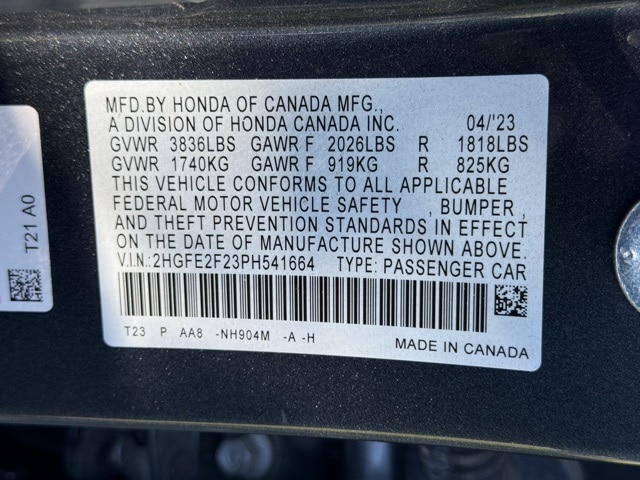 MFD.BY HONDA OF CANADA MFG.,
A DIVISION OF HONDA CANADA INC. 04/'23
GVWR 3836LBS GAWR F 2026LBS R 1818LBS
GVWR 1740KG GAWR F 919KG R 825KG
THIS VEHICLE CONFORMS TO ALL APPLICABLE
FEDERAL MOTOR VEHICLE SAFETY , BUMPER ,
AND THEFT PREVENTION STANDARDS IN EFFECT
ON THE DATE OF MANUFACTURE SHOWN ABOVE.
V.I.N.:2HGFE2F23PH541664 TYPE: PASSENGER CAR
T23 P AA8 -NH904M -A -H
MADE IN CANADA
T21 A0